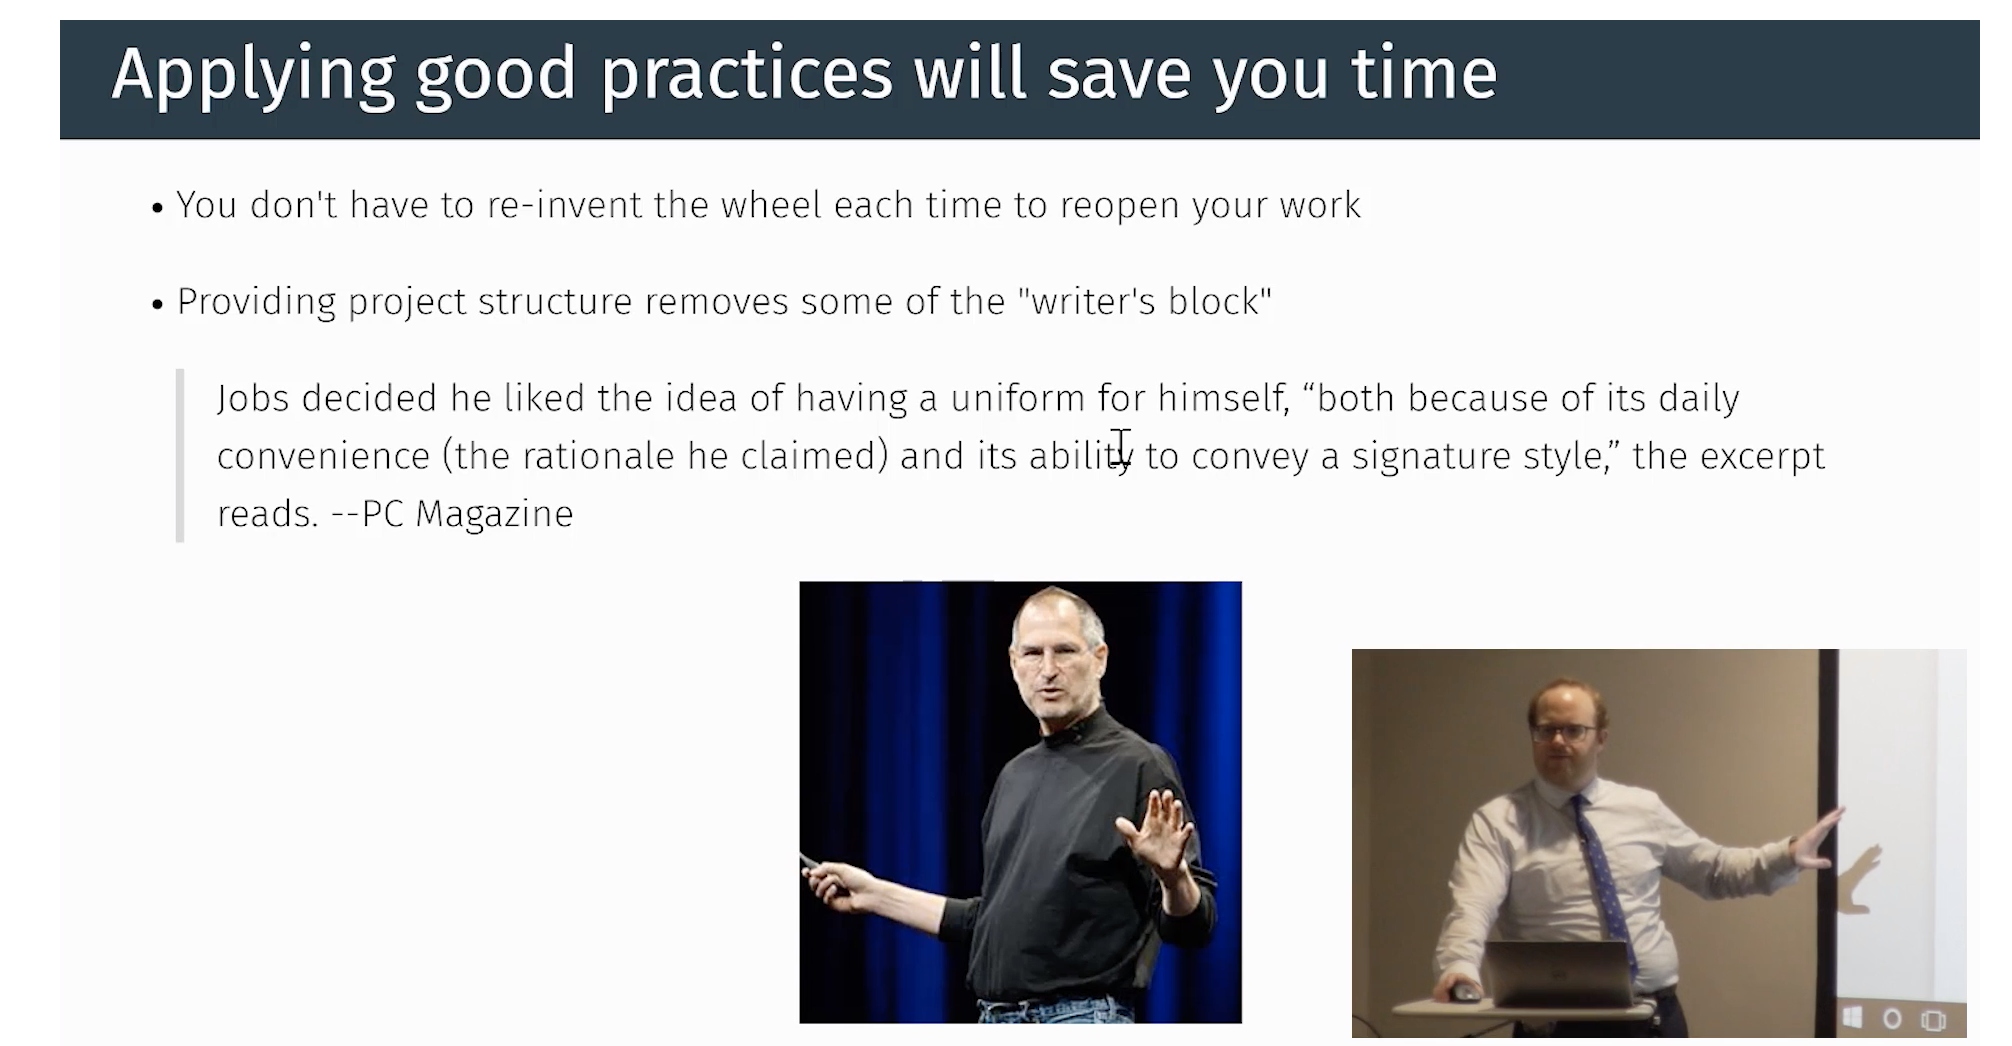 Applying good practices will save you time
• You don't have to re-invent the wheel each time to reopen your work
• Providing project structure removes some of the "writer's block"
Jobs decided he liked the idea of having a uniform for himself, “both because of its daily
convenience (the rationale he claimed) and its ability to convey a signature style,” the excerpt
reads. --PC Magazine